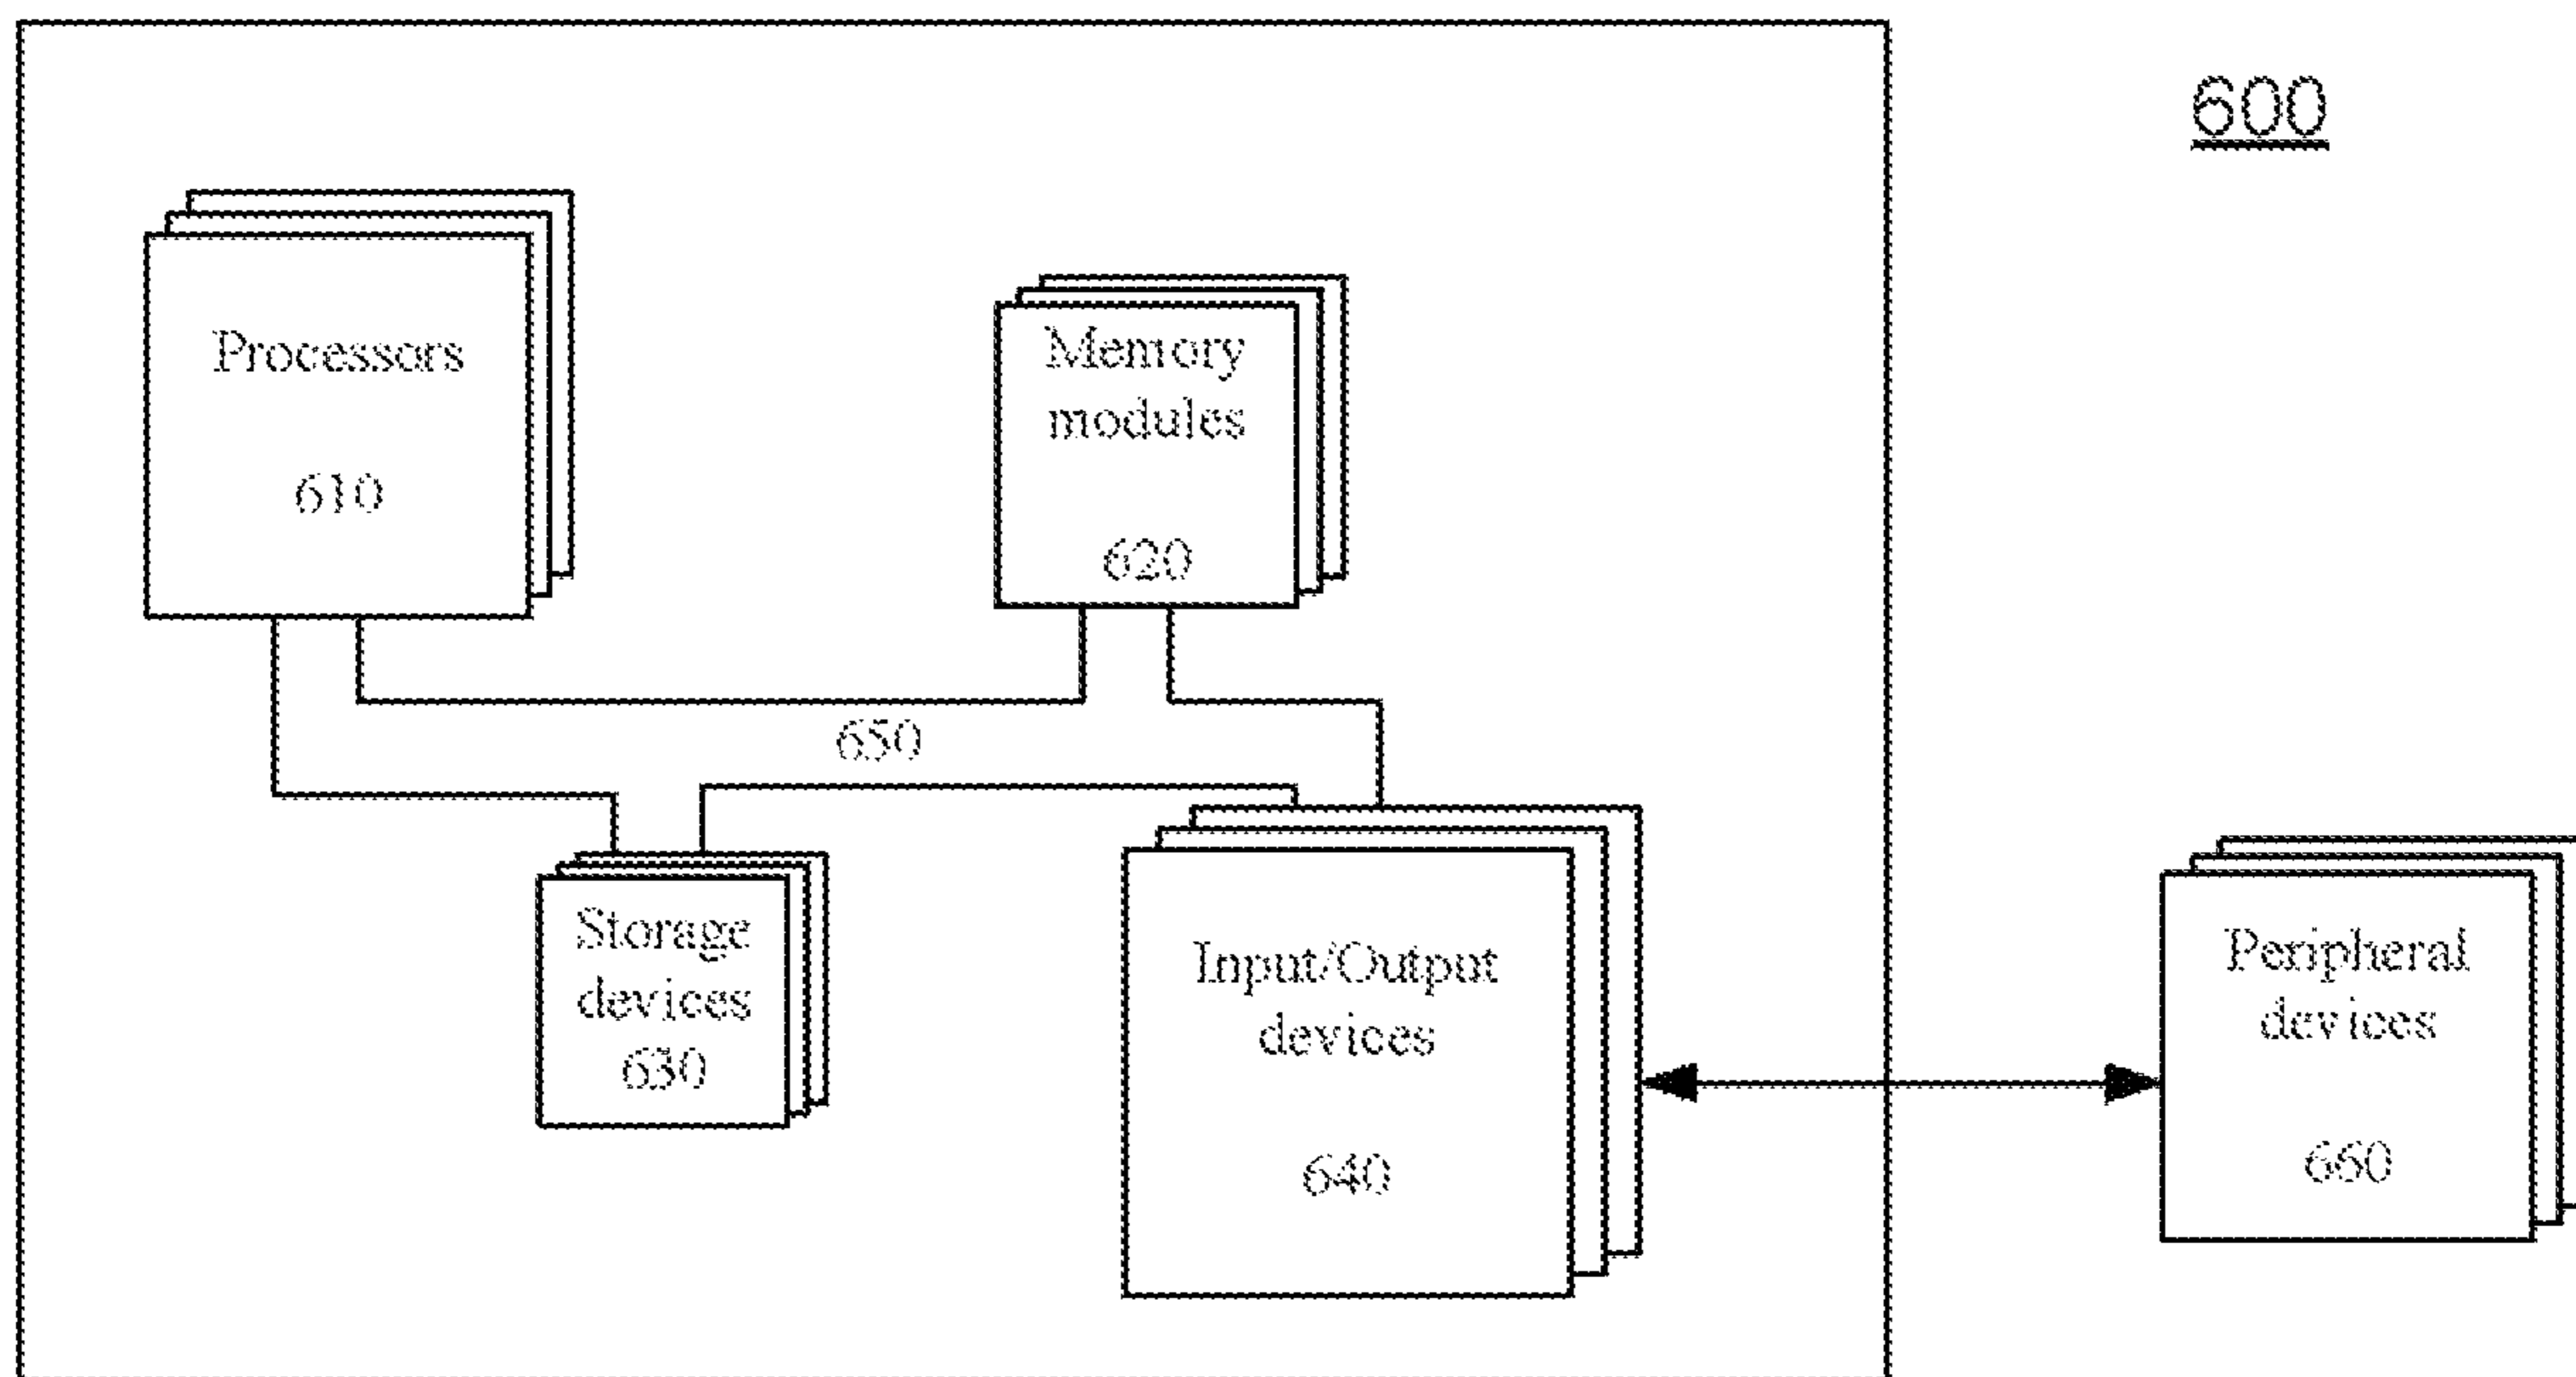 600
Processors
610
Memory
modules
620
650
Storage
devices
630
Input/Output
devices
640
Peripheral
devices
660